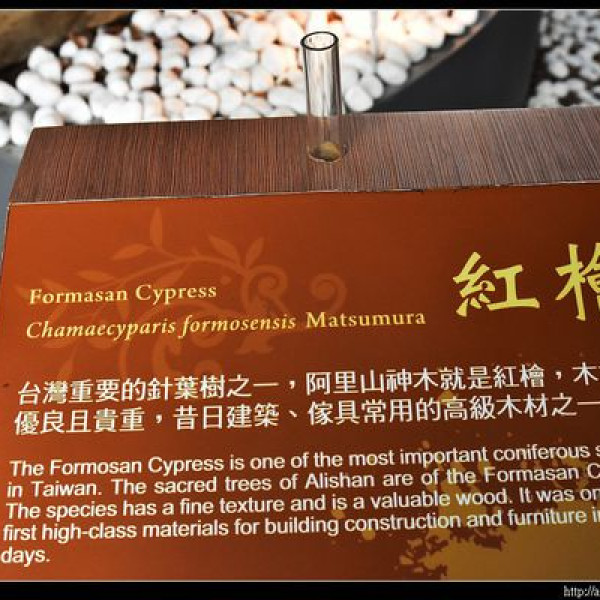 Formasan Cypress
Chamaecyparis formosensis Matsumura
紅檜
台灣重要的針葉樹之一，阿里山神木就是紅檜，木
優良且貴重，昔日建築、傢具常用的高級木材之一
The Formosan Cypress is one of the most important coniferous s
in Taiwan. The sacred trees of Alishan are of the Formosan C
The species has a fine texture and is a valuable wood. It was on
first high-class materials for building construction and furniture i
days.
http://a